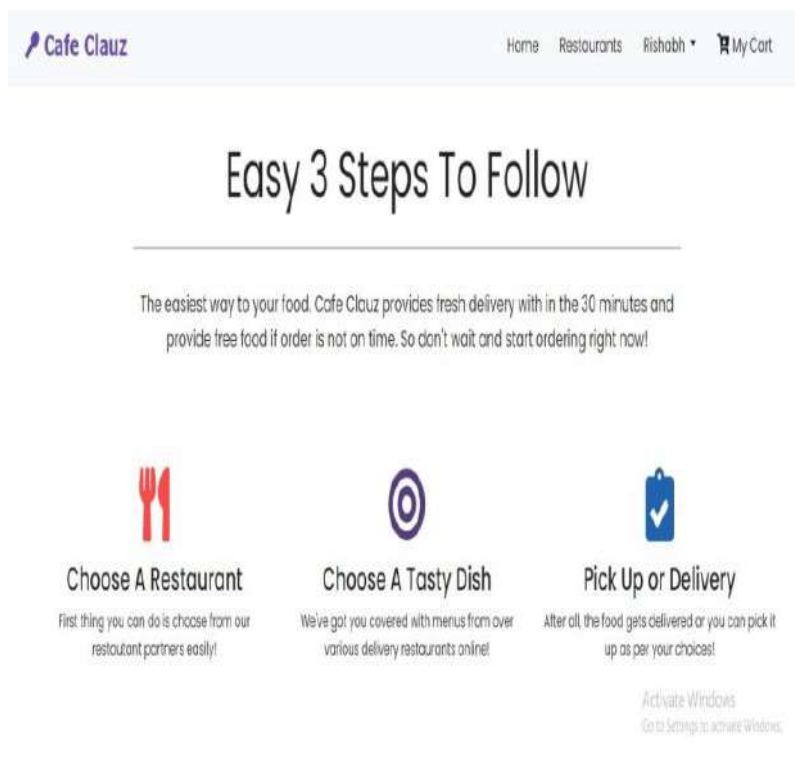 Cafe Clauz
Home Restaurants Rishabh My Cart
Easy 3 Steps To Follow
The easiest way to your food. Cafe Clauz provides fresh delivery with in the 30 minutes and
provide free food if order is not on time. So don't wait and start ordering right now!
Choose A Restaurant Choose A Tasty Dish Pick Up or Delivery
First thing you can do is choose from our We've got you covered with menus from over After all, the food gets delivered or you can pick it
restoutant partners easily! various delivery restaurants online! up as per your choices!
Activate Windows
Go to Settings to activate Windows.